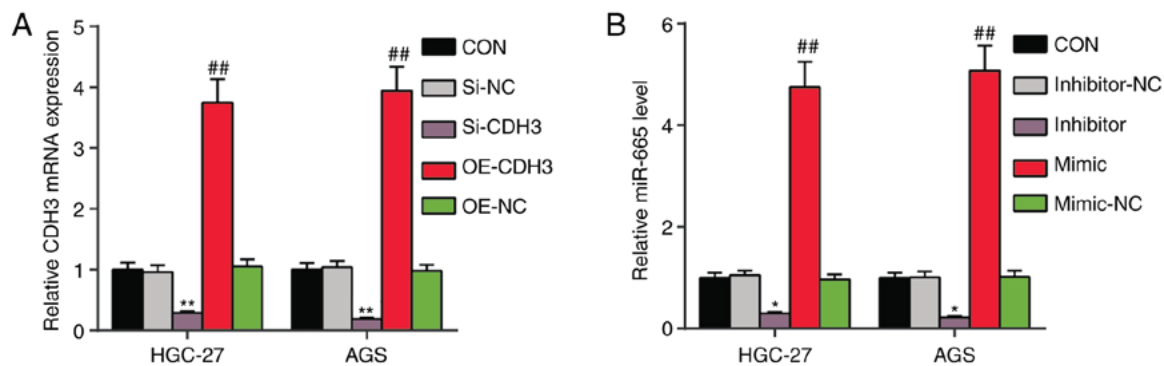 A
Relative CDH3 mRNA expression
5
4
3
2
1
0
##
##
**
**
HGC-27
AGS
CON
Si-NC
Si-CDH3
OE-CDH3
OE-NC
B
Relative miR-665 level
6
4
2
0
##
##
*
*
HGC-27
AGS
CON
Inhibitor-NC
Inhibitor
Mimic
Mimic-NC